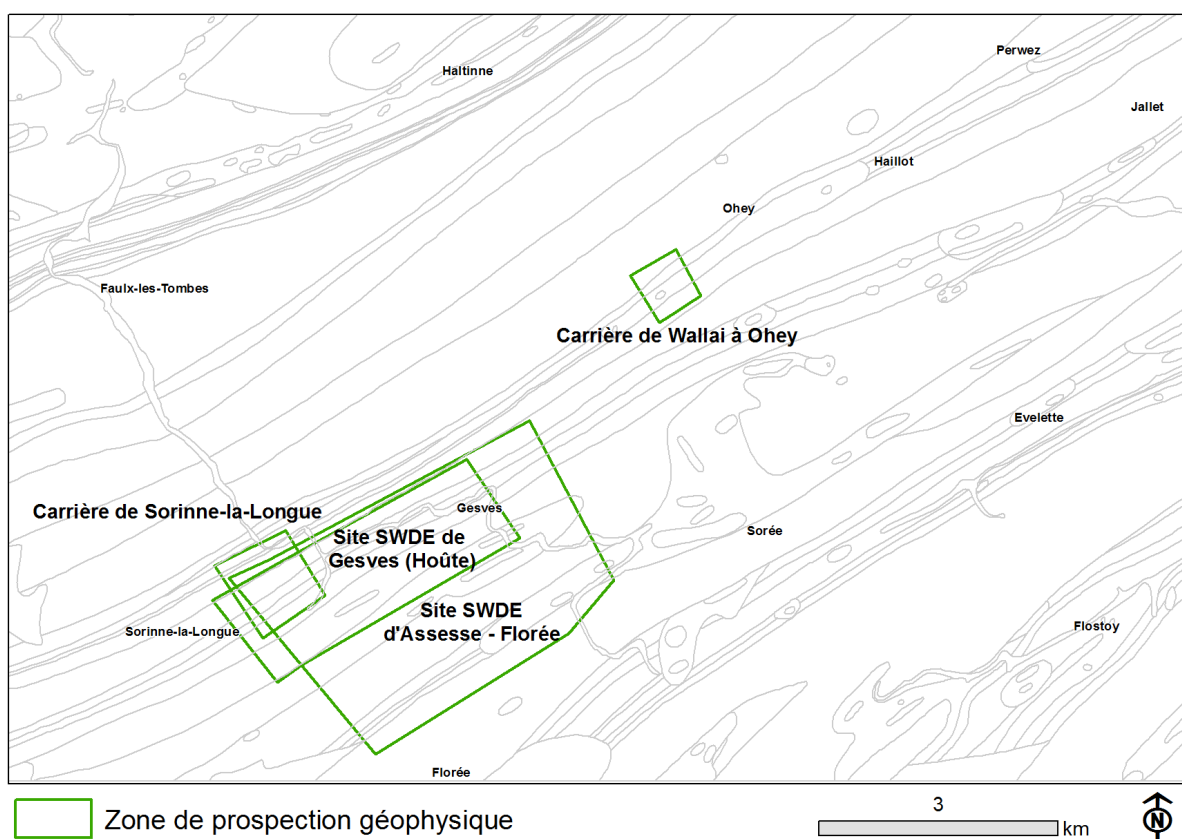 Perwez
Haltinne
Jallet
Haillot
Ohey
Faulx-les-Tombes
Carrière de Wallai à Ohey
Evelette
Gesves
Carrière de Sorinne-la-Longue
Sorée
Site SWDE de
Gesves (Hoûte)
Site SWDE
d'Assesse - Florée
Sorinne-la-Longue
Flostoy
Florée
Zone de prospection géophysique
3
km
N